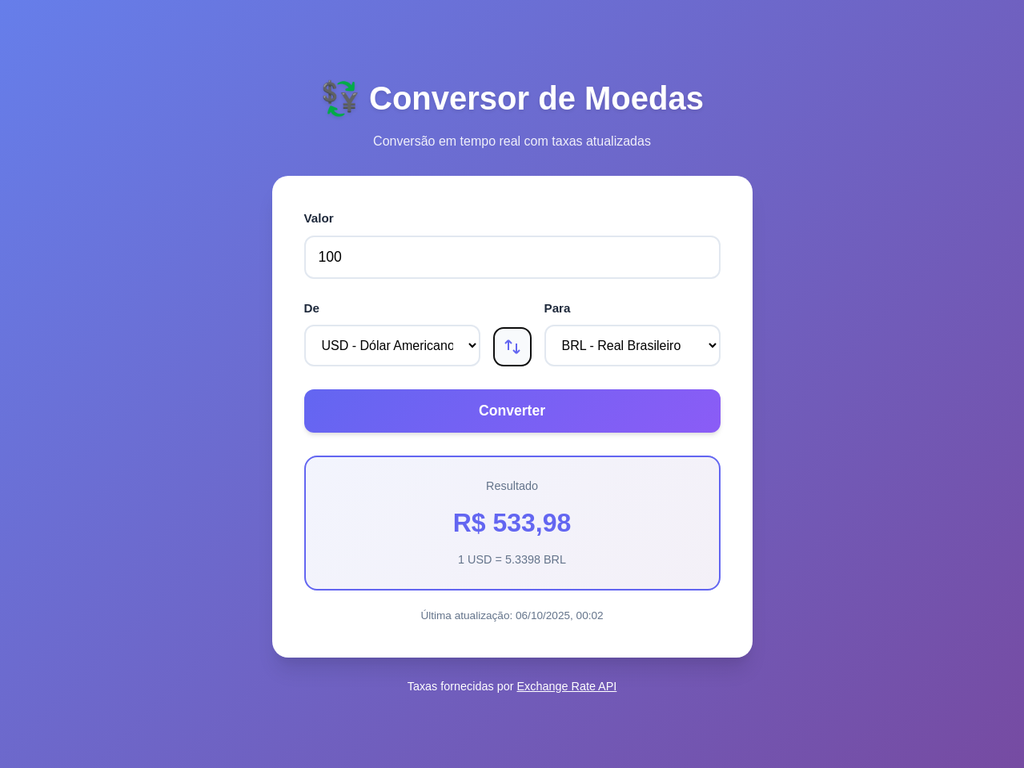 Conversor de Moedas
Conversão em tempo real com taxas atualizadas
Valor
100
De
Para
USD - Dólar Americano
BRL - Real Brasileiro
Converter
Resultado
R$ 533,98
1 USD = 5.3398 BRL
Última atualização: 06/10/2025, 00:02
Taxas fornecidas por Exchange Rate API